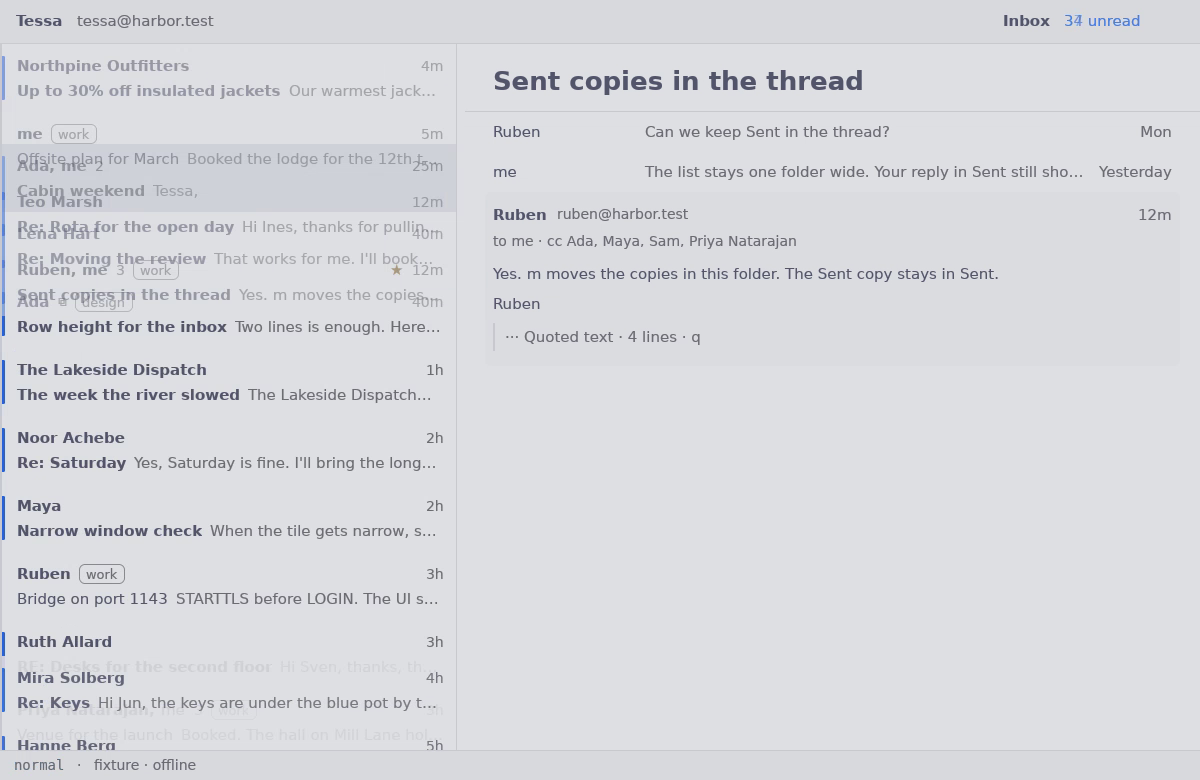 Tessa tessa@harbor.test
Inbox unread
Northpine Outfitters 4m
Up to 30% off insulated jackets Our warmest jack…
me work 5m
Offsite plan for March Booked the lodge for the 12th t…
Ada, me 2 25m
Cabin weekend Tessa,
Teo Marsh 12m
Re: Rota for the open day Hi Ines, thanks for pullin…
Lena Hart 40m
Re: Moving the review That works for me. I'll book…
Ruben, me 3 work ★ 12m
Sent copies in the thread Yes. m moves the copies…
Ada design 40m
Row height for the inbox Two lines is enough. Here…
The Lakeside Dispatch 1h
The week the river slowed The Lakeside Dispatch…
Noor Achebe 2h
Re: Saturday Yes, Saturday is fine. I'll bring the long…
Maya 2h
Narrow window check When the tile gets narrow, s…
Ruben work 3h
Bridge on port 1143 STARTTLS before LOGIN. The UI s…
Ruth Allard 3h
RE: Desks for the second floor Hi Sven, thanks, th…
Mira Solberg 4h
Re: Keys Hi Jun, the keys are under the blue pot by t…
Priya Natarajan, me work
Venue for the launch Booked. The hall on Mill Lane hol…
Hanne Berg 5h
Sent copies in the thread
Ruben Can we keep Sent in the thread? Mon
me The list stays one folder wide. Your reply in Sent still sho… Yesterday
Ruben ruben@harbor.test 12m
to me · cc Ada, Maya, Sam, Priya Natarajan
Yes. m moves the copies in this folder. The Sent copy stays in Sent.
Ruben
··· Quoted text · 4 lines · q
normal · fixture · offline